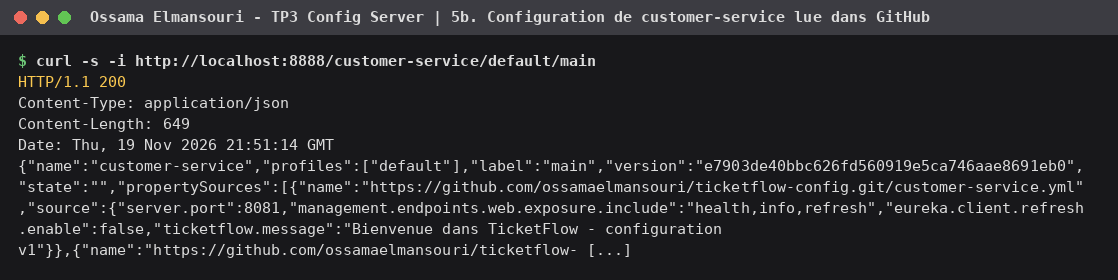 Ossama Elmansouri - TP3 Config Server | 5b. Configuration de customer-service lue dans GitHub
$ curl -s -i http://localhost:8888/customer-service/default/main
HTTP/1.1 200
Content-Type: application/json
Content-Length: 649
Date: Thu, 19 Nov 2026 21:51:14 GMT
{"name":"customer-service","profiles":["default"],"label":"main","version":"e7903de40bbc626fd560919e5ca746aae8691eb0",
"state":"","propertySources":[{"name":"https://github.com/ossamaelmansouri/ticketflow-config.git/customer-service.yml"
,"source":{"server.port":8081,"management.endpoints.web.exposure.include":"health,info,refresh","eureka.client.refresh
.enable":false,"ticketflow.message":"Bienvenue dans TicketFlow - configuration
v1"}},{"name":"https://github.com/ossamaelmansouri/ticketflow- [...]